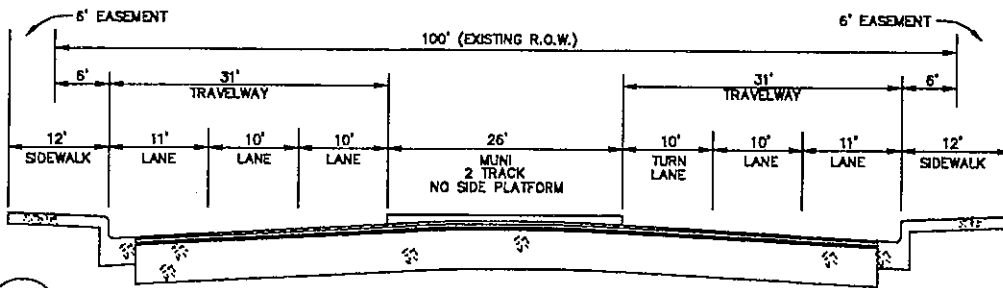 6' EASEMENT
6' EASEMENT
100' (EXISTING R.O.W.)
6'
31'
TRAVELWAY
31'
TRAVELWAY
6'
12'
SIDEWALK
11'
LANE
10'
LANE
10'
LANE
26'
MUNI
2 TRACK
NO SIDE PLATFORM
10'
TURN
LANE
10'
LANE
11'
LANE
12'
SIDEWALK